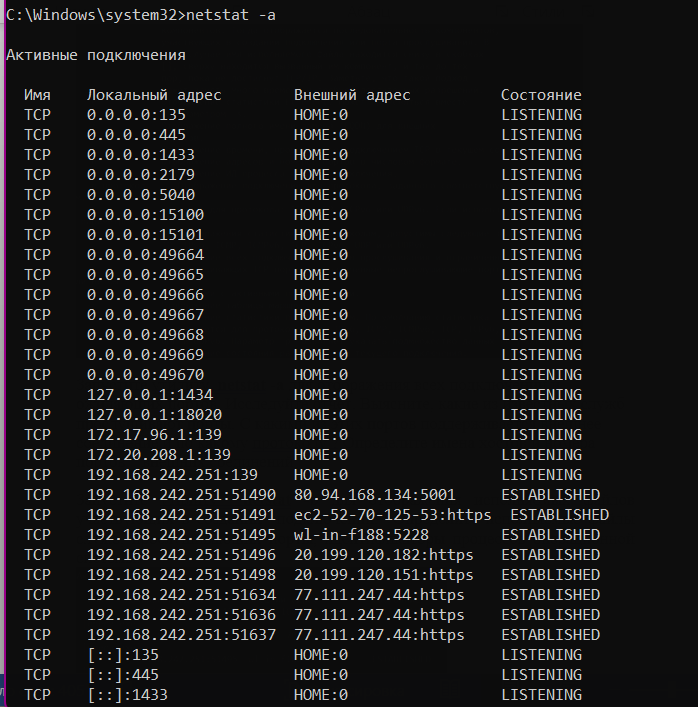 C:\Windows\system32>netstat -a
Активные подключения
Имя Локальный адрес Внешний адрес Состояние
TCP 0.0.0.0:135 HOME:0 LISTENING
TCP 0.0.0.0:445 HOME:0 LISTENING
TCP 0.0.0.0:1433 HOME:0 LISTENING
TCP 0.0.0.0:2179 HOME:0 LISTENING
TCP 0.0.0.0:5040 HOME:0 LISTENING
TCP 0.0.0.0:15100 HOME:0 LISTENING
TCP 0.0.0.0:15101 HOME:0 LISTENING
TCP 0.0.0.0:49664 HOME:0 LISTENING
TCP 0.0.0.0:49665 HOME:0 LISTENING
TCP 0.0.0.0:49666 HOME:0 LISTENING
TCP 0.0.0.0:49667 HOME:0 LISTENING
TCP 0.0.0.0:49668 HOME:0 LISTENING
TCP 0.0.0.0:49669 HOME:0 LISTENING
TCP 0.0.0.0:49670 HOME:0 LISTENING
TCP 127.0.0.1:1434 HOME:0 LISTENING
TCP 127.0.0.1:18020 HOME:0 LISTENING
TCP 172.17.96.1:139 HOME:0 LISTENING
TCP 172.20.208.1:139 HOME:0 LISTENING
TCP 192.168.242.251:139 HOME:0 LISTENING
TCP 192.168.242.251:51490 80.94.168.134:5001 ESTABLISHED
TCP 192.168.242.251:51491 ec2-52-70-125-53:https ESTABLISHED
TCP 192.168.242.251:51495 wl-in-f188:5228 ESTABLISHED
TCP 192.168.242.251:51496 20.199.120.182:https ESTABLISHED
TCP 192.168.242.251:51498 20.199.120.151:https ESTABLISHED
TCP 192.168.242.251:51634 77.111.247.44:https ESTABLISHED
TCP 192.168.242.251:51636 77.111.247.44:https ESTABLISHED
TCP 192.168.242.251:51637 77.111.247.44:https ESTABLISHED
TCP [::]:135 HOME:0 LISTENING
TCP [::]:445 HOME:0 LISTENING
TCP [::]:1433 HOME:0 LISTENING